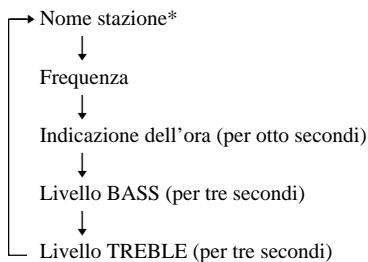 Nome stazione*
Frequenza
Indicazione dell'ora (per otto secondi)
Livello BASS (per tre secondi)
Livello TREBLE (per tre secondi)